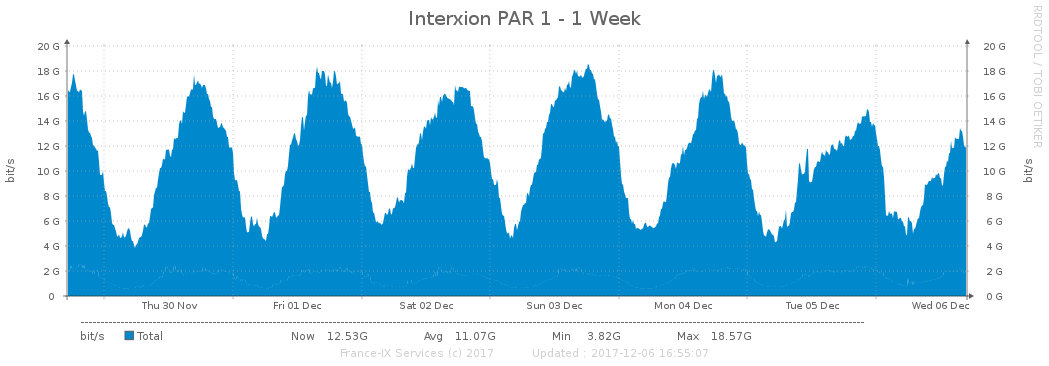 Interxion PAR 1 - 1 Week
RRDTOOL / TOBI OETIKER
20 G 20 G
18 G 18 G
16 G 16 G
14 G 14 G
12 G 12 G
10 G 10 G
8 G 8 G
6 G 6 G
4 G 4 G
2 G 2 G
0 0 G
bit/s
bit/s
Thu 30 Nov Fri 01 Dec Sat 02 Dec Sun 03 Dec Mon 04 Dec Tue 05 Dec Wed 06 Dec
bit/s Total Now 12.53G Avg 11.07G Min 3.82G Max 18.57G
France-IX Services (c) 2017 Updated : 2017-12-06 16:55:07